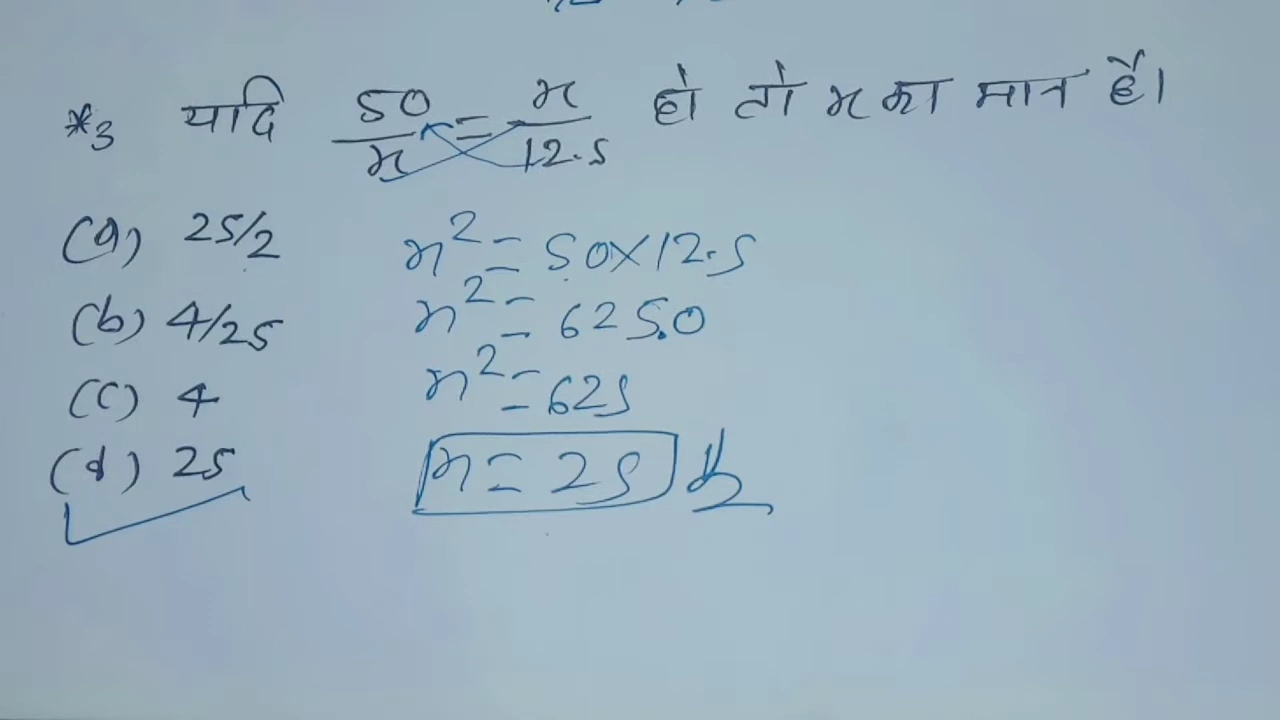 *3 यादि 50/x = x/12.5 हो तो x का मान है।
(a) 25/2
(b) 4/25
(c) 4
(d) 25
x² = 50×12.5
x² = 625.0
x² = 625
x = 25